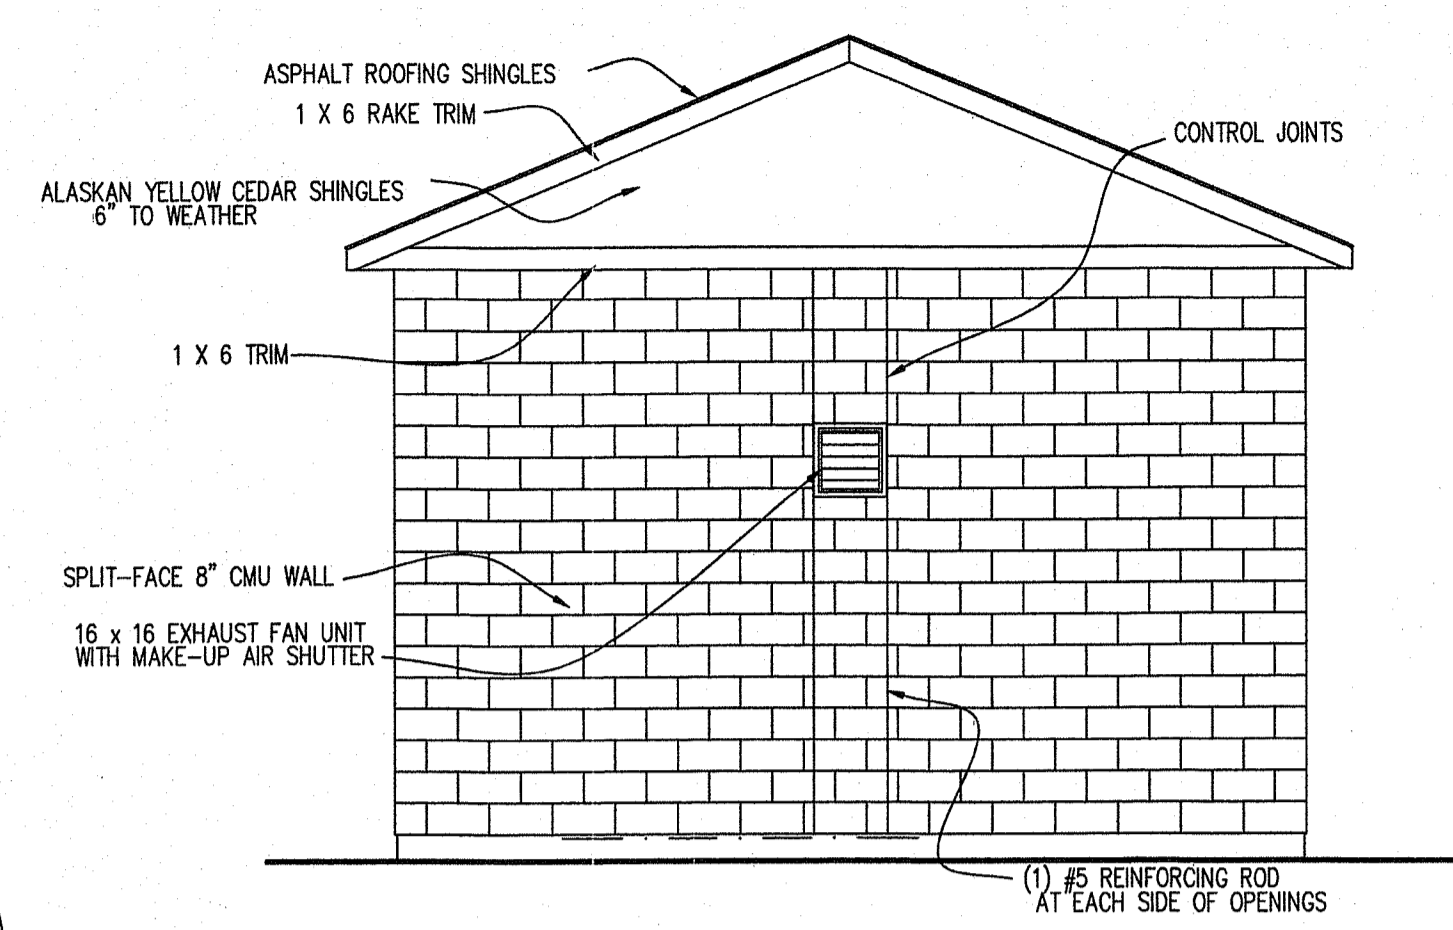 ASPHALT ROOFING SHINGLES
1 X 6 RAKE TRIM
CONTROL JOINTS
ALASKAN YELLOW CEDAR SHINGLES
6" TO WEATHER
1 X 6 TRIM
SPLIT-FACE 8" CMU WALL
16 x 16 EXHAUST FAN UNIT
WITH MAKE-UP AIR SHUTTER
(1) #5 REINFORCING ROD
AT EACH SIDE OF OPENINGS